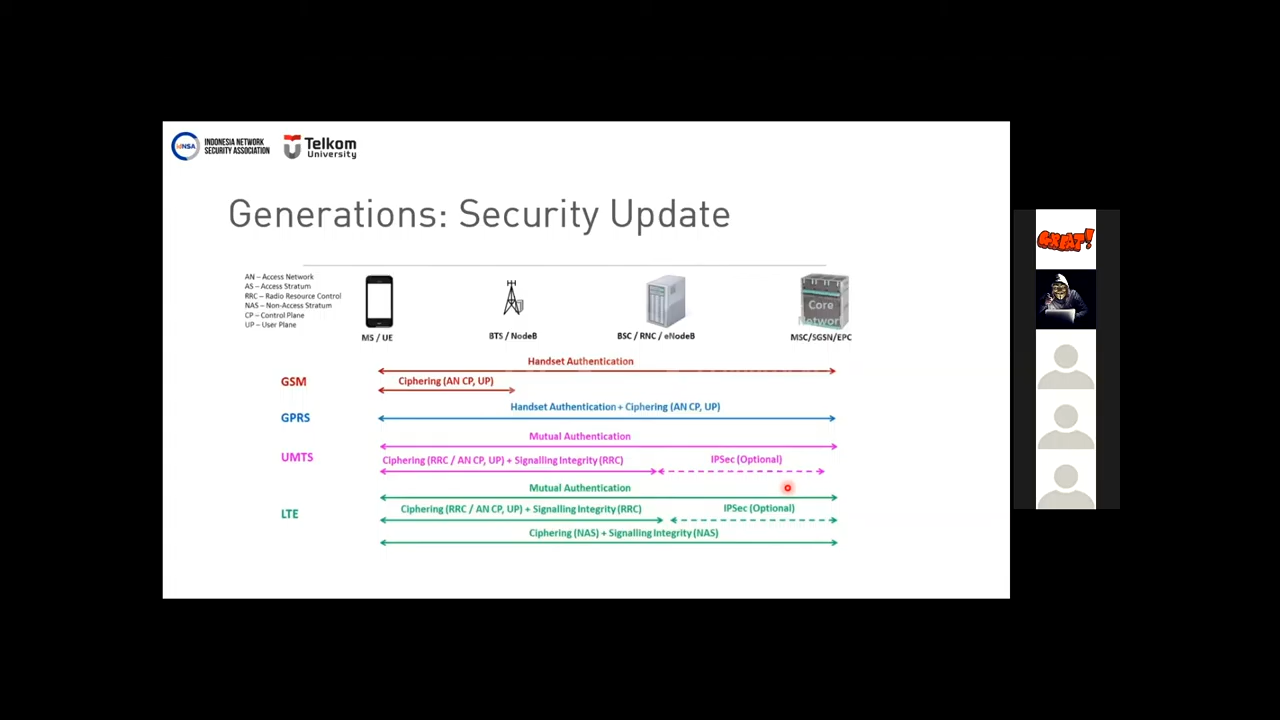 INDONESIA NETWORK
SECURITY ASSOCIATION
Telkom
University
Generations: Security Update
AN – Access Network
AS – Access Stratum
RRC – Radio Resource Control
NAS – Non-Access Stratum
CP – Control Plane
UP – User Plane
Core
Network
MS / UE
BTS / NodeB
BSC / RNC / eNodeB
MSC/SGSN/EPC
Handset Authentication
GSM
Ciphering (AN CP, UP)
GPRS
Handset Authentication + Ciphering (AN CP, UP)
Mutual Authentication
UMTS
Ciphering (RRC / AN CP, UP) + Signalling Integrity (RRC)
IPSec (Optional)
Mutual Authentication
LTE
Ciphering (RRC / AN CP, UP) + Signalling Integrity (RRC)
IPSec (Optional)
Ciphering (NAS) + Signalling Integrity (NAS)
GREAT!